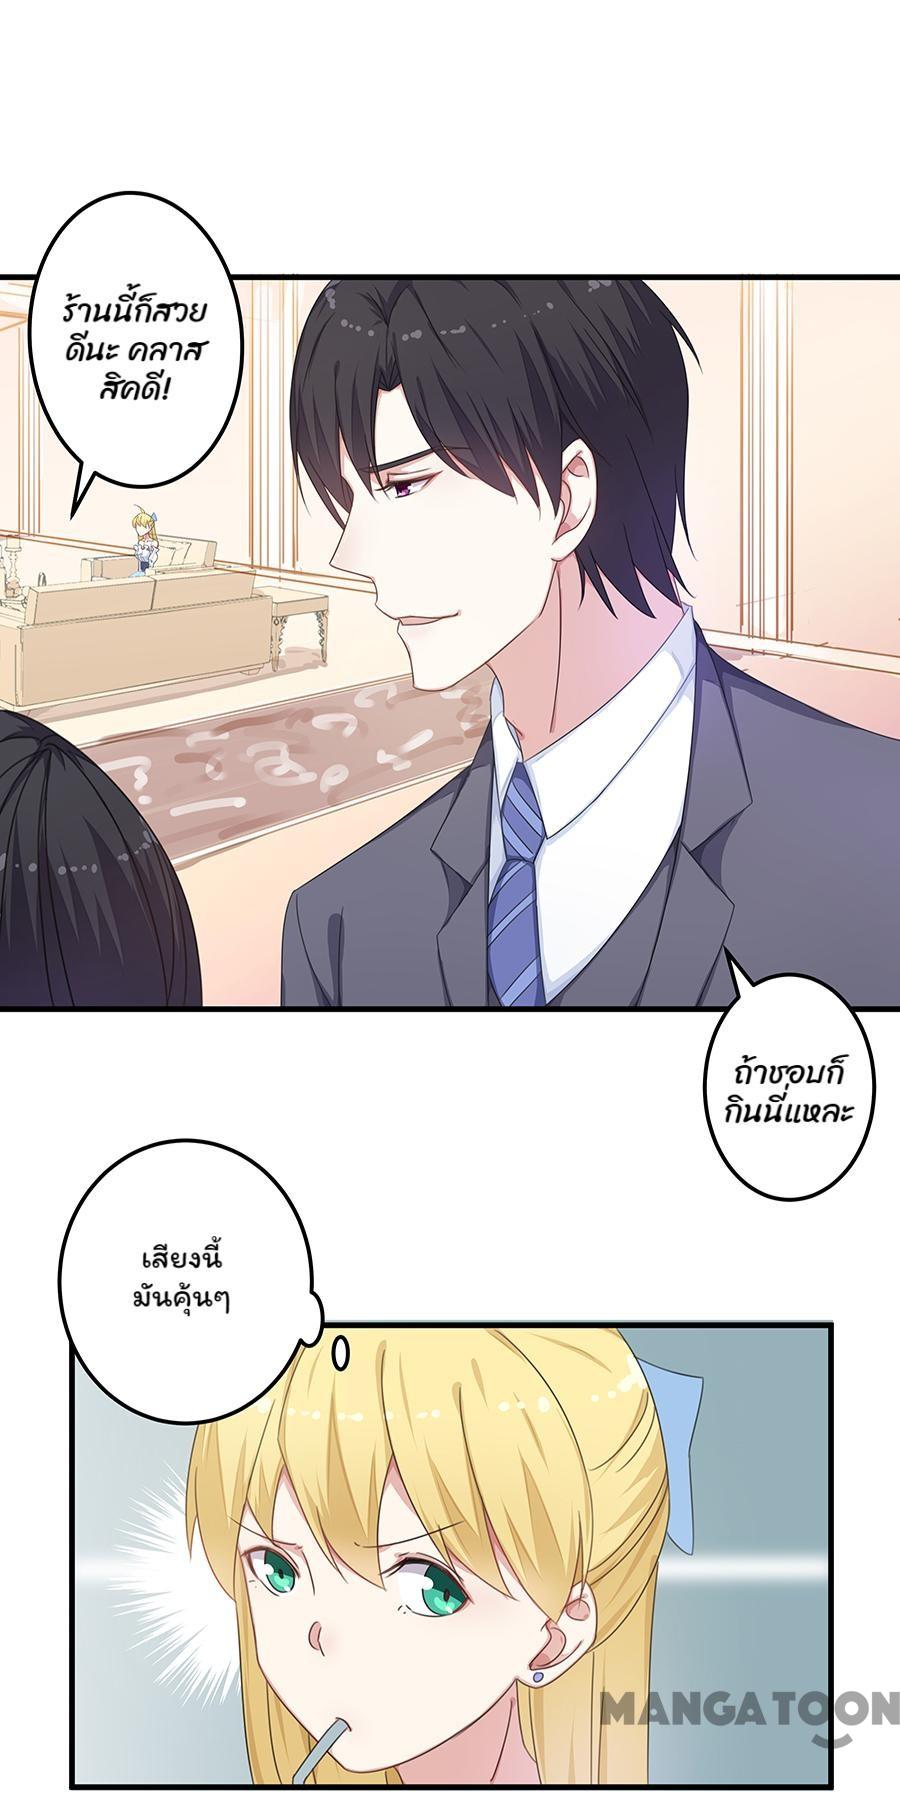 ร้านนี้ก็สวย
ดีนะ คลาส
สิคดี!
ถ้าชอบก็
กินนี่แหละ
เสียงนี้
มันคุ้นๆ
MANGATOON